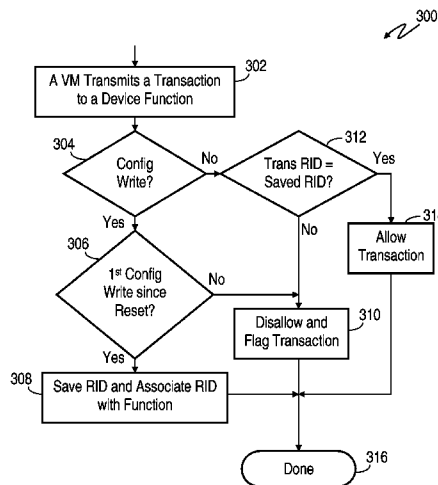 300
A VM Transmits a Transaction
to a Device Function
302
304
Config
Write?
No
312
Trans RID =
Saved RID?
Yes
Yes
No
306
1st Config
Write since
Reset?
No
Allow
Transaction
Disallow and
Flag Transaction
310
Yes
308
Save RID and Associate RID
with Function
Done
316